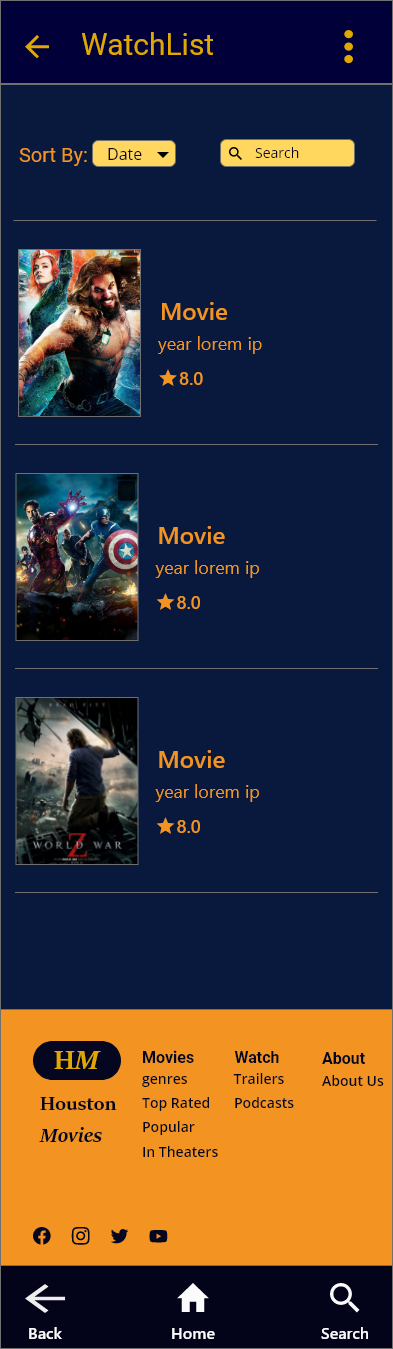 WatchList
Sort By: Date Search
Movie
year lorem ip
8.0
Movie
year lorem ip
8.0
WORLD WAR
Z
Movie
year lorem ip
8.0
HM
Houston
Movies
Movies
genres
Top Rated
Popular
In Theaters
Watch
Trailers
Podcasts
About
About Us
Back Home Search